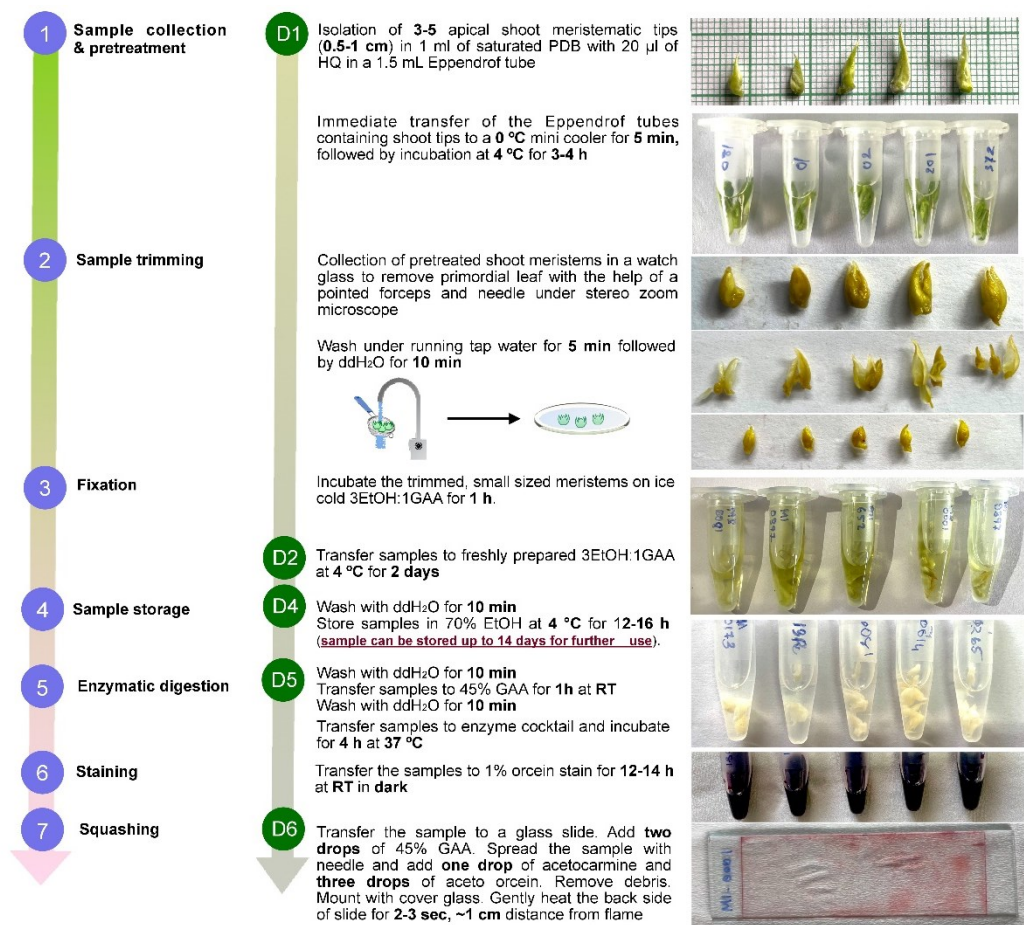 1
Sample collection
& pretreatment
D1
Isolation of 3-5 apical shoot meristematic tips
(0.5-1 cm) in 1 ml of saturated PDB with 20 µl of
HQ in a 1.5 mL Eppendrof tube
Immediate transfer of the Eppendrof tubes
containing shoot tips to a 0 ºC mini cooler for 5 min,
followed by incubation at 4 ºC for 3-4 h
180
10
20
201
272
2
Sample trimming
Collection of pretreated shoot meristems in a watch
glass to remove primordial leaf with the help of a
pointed forceps and needle under stereo zoom
microscope
Wash under running tap water for 5 min followed
by ddH₂O for 10 min
3
Fixation
Incubate the trimmed, small sized meristems on ice
cold 3EtOH:1GAA for 1 h.
D2
Transfer samples to freshly prepared 3EtOH:1GAA
at 4 ºC for 2 days
4
Sample storage
D4
Wash with ddH₂O for 10 min
Store samples in 70% EtOH at 4 ºC for 12-16 h
(sample can be stored up to 14 days for further use).
5
Enzymatic digestion
D5
Wash with ddH₂O for 10 min
Transfer samples to 45% GAA for 1h at RT
Wash with ddH₂O for 10 min
Transfer samples to enzyme cocktail and incubate
for 4 h at 37 ºC
6
Staining
Transfer the samples to 1% orcein stain for 12-14 h
at RT in dark
7
Squashing
D6
Transfer the sample to a glass slide. Add two
drops of 45% GAA. Spread the sample with
needle and add one drop of acetocarmine and
three drops of aceto orcein. Remove debris.
Mount with cover glass. Gently heat the back side
of slide for 2-3 sec, ~1 cm distance from flame